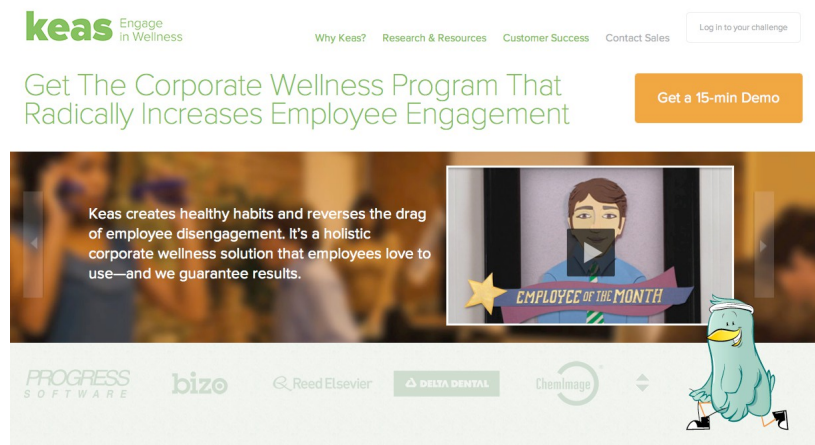 keas Engage
in Wellness
Why Keas? Research & Resources Customer Success Contact Sales Log in to your challenge
Get The Corporate Wellness Program That
Radically Increases Employee Engagement
Get a 15-min Demo
Keas creates healthy habits and reverses the drag
of employee disengagement. It’s a holistic
corporate wellness solution that employees love to
use—and we guarantee results.
EMPLOYEE OF THE MONTH
PROGRESS
SOFTWARE
bizo
Reed Elsevier
DELTA DENTAL
ChemImage